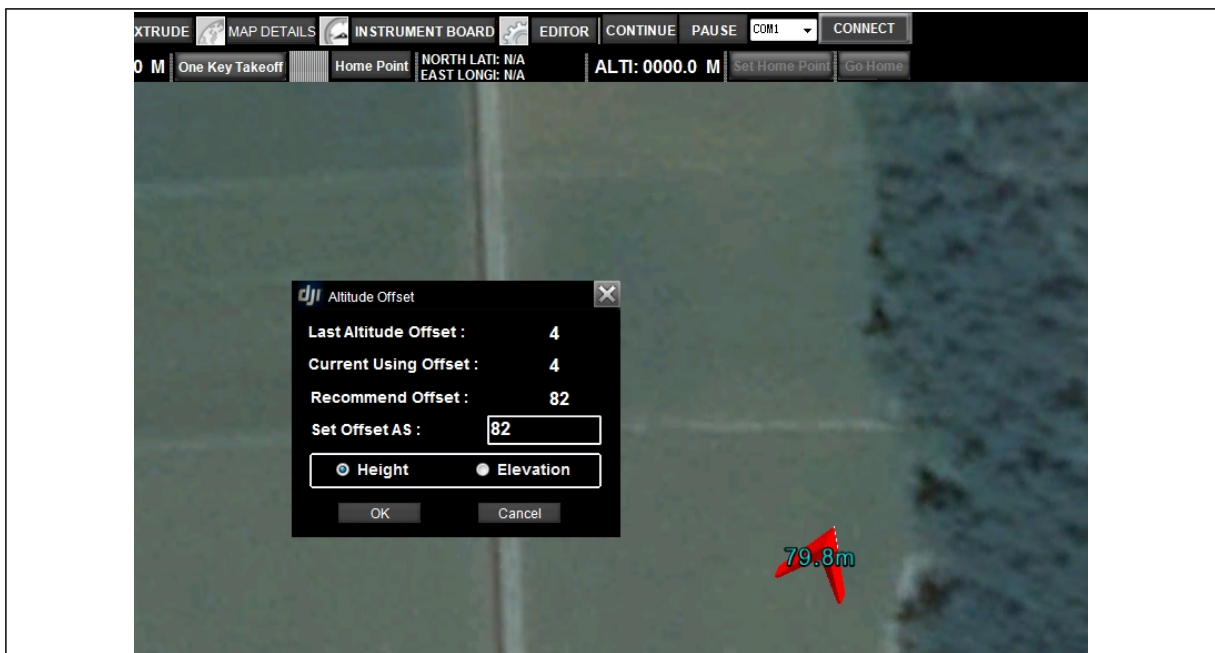 XTRUDE MAP DETAILS INSTRUMENT BOARD EDITOR CONTINUE PAUSE COM1 CONNECT
0 M One Key Takeoff Home Point NORTH LATI: N/A
EAST LONGI: N/A
ALTI: 0000.0 M Set Home Point Go Home
dji Altitude Offset
Last Altitude Offset : 4
Current Using Offset : 4
Recommend Offset : 82
Set Offset AS : 82
Height Elevation
OK Cancel
79.8m